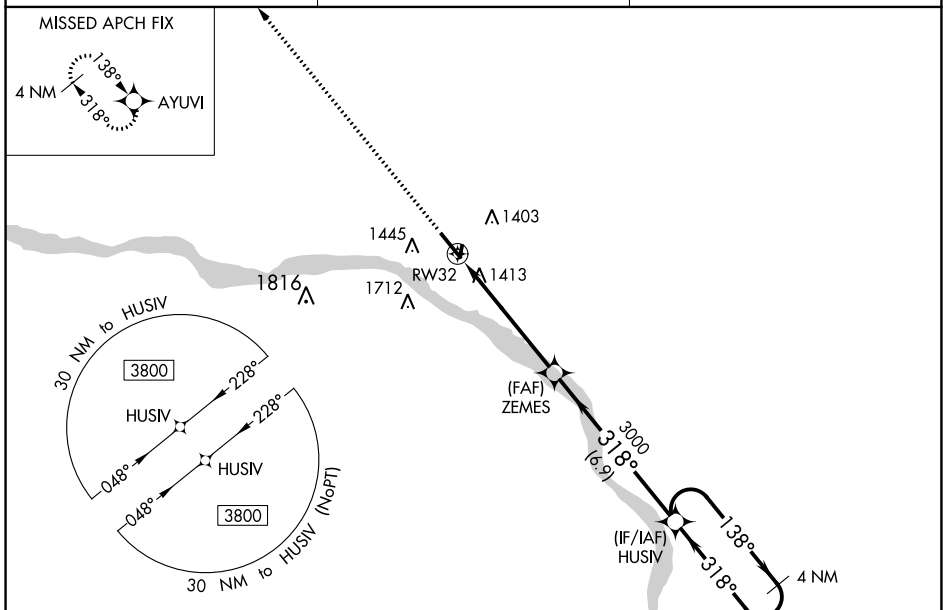 MISSED APCH FIX
138°
4 NM
318°
AYUVI
1403
1445
RW32
1413
1816
1712
30 NM to HUSIV
3800
228°
HUSIV
048°
228°
HUSIV
048°
3800
30 NM to HUSIV (NoPT)
(FAF)
ZEMES
3000
318°
(6.9)
(IF/IAF)
HUSIV
138°
318°
4 NM